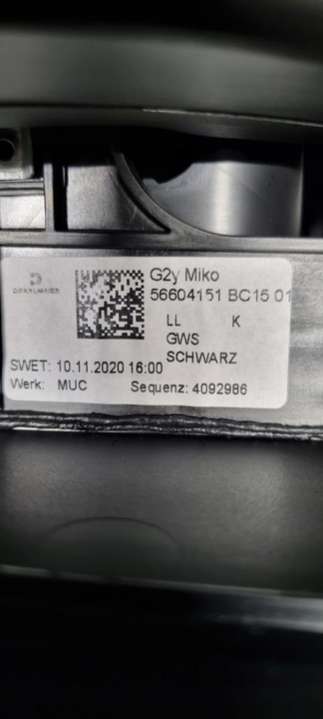 DRÄXLMAIER
G2y Miko
56604151 BC15 01
LL K
GWS
SCHWARZ
SWET: 10.11.2020 16:00
Werk: MUC Sequenz: 4092986